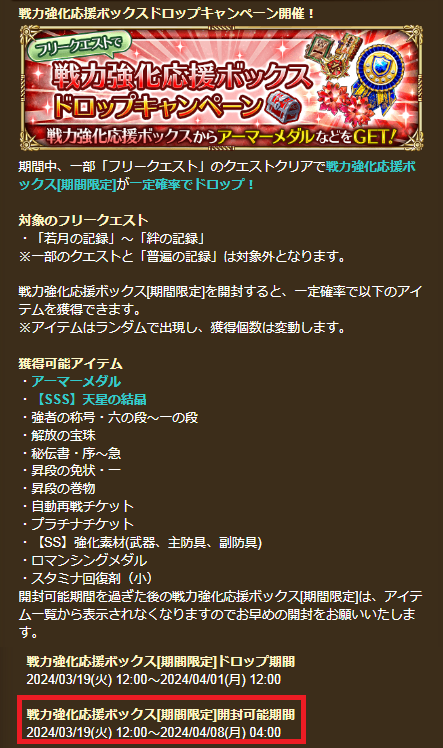 戦力強化応援ボックスドロップキャンペーン開催！
フリークエストで
戦力強化応援ボックス
ドロップキャンペーン
戦力強化応援ボックスからアーマーメダルなどをGET!
期間中、一部「フリークエスト」のクエストクリアで戦力強化応援ボ
ックス[期間限定]が一定確率でドロップ！
対象のフリークエスト
・「若月の記録」～「絆の記録」
※一部のクエストと「普遍の記録」は対象外となります。
戦力強化応援ボックス[期間限定]を開封すると、一定確率で以下のアイ
テムを獲得できます。
※アイテムはランダムで出現し、獲得個数は変動します。
獲得可能アイテム
・アーマーメダル
・【SSS】天星の結晶
・強者の称号・六の段～一の段
・解放の宝珠
・秘伝書・序～急
・昇段の免状・一
・昇段の巻物
・自動再戦チケット
・プラチナチケット
・【SS】強化素材(武器、主防具、副防具)
・ロマンシングメダル
・スタミナ回復剤（小）
開封可能期間を過ぎた後の戦力強化応援ボックス[期間限定]は、アイテ
ム一覧から表示されなくなりますのでお早めの開封をお願いいたしま
す。
戦力強化応援ボックス[期間限定]ドロップ期間
2024/03/19(火) 12:00～2024/04/01(月) 12:00
戦力強化応援ボックス[期間限定]開封可能期間
2024/03/19(火) 12:00～2024/04/08(月) 04:00